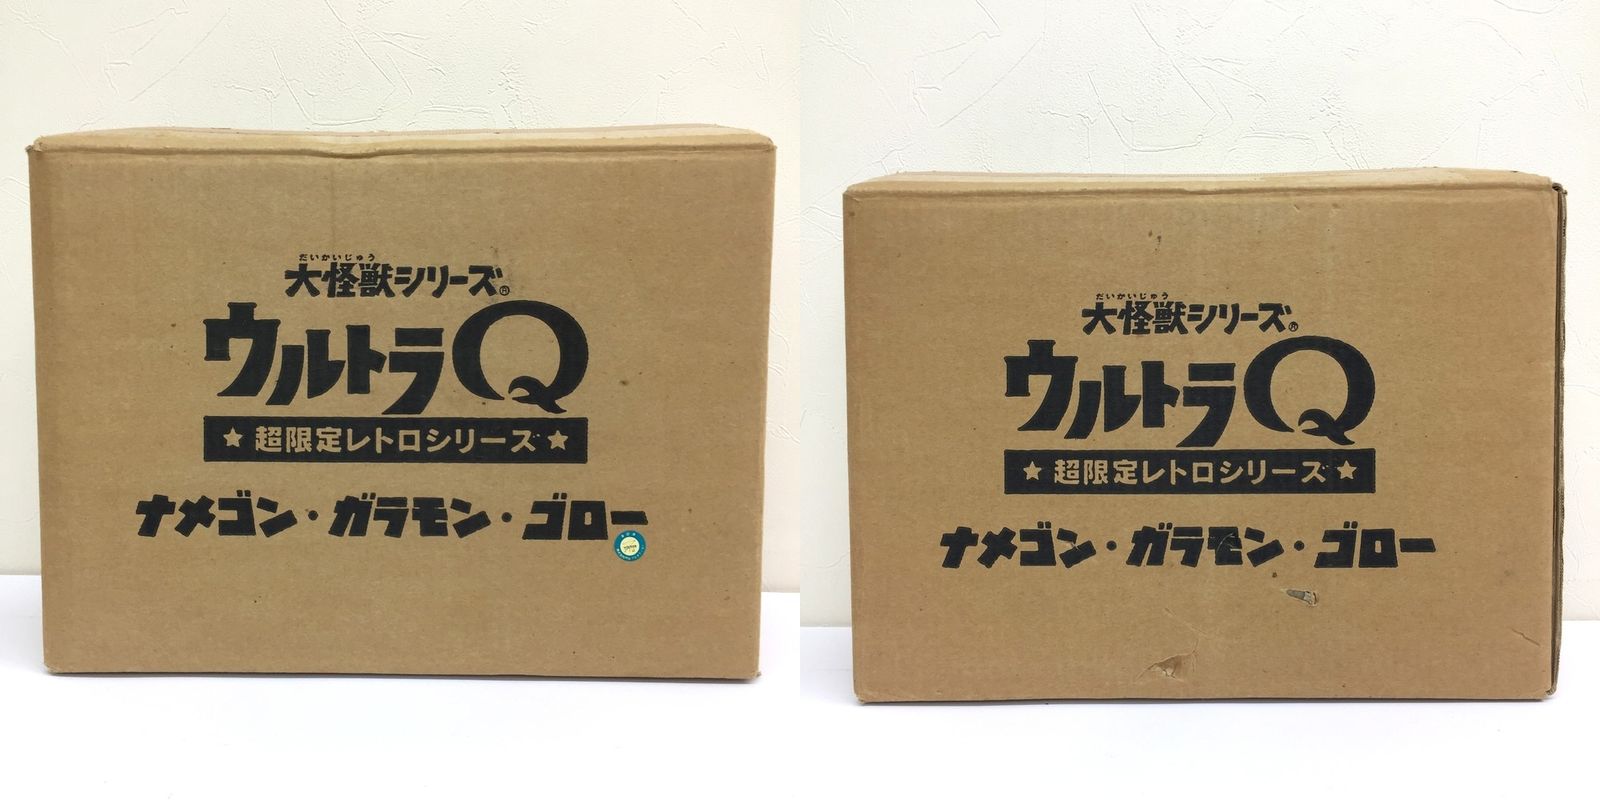 だいかいじゅう
大怪獣シリーズ®
ウルトラQ
★超限定レトロシリーズ★
ナメゴン・ガラモン・ゴロー
だいかいじゅう
大怪獣シリーズ®
ウルトラQ
★超限定レトロシリーズ★
ナメゴン・ガラモン・ゴロー